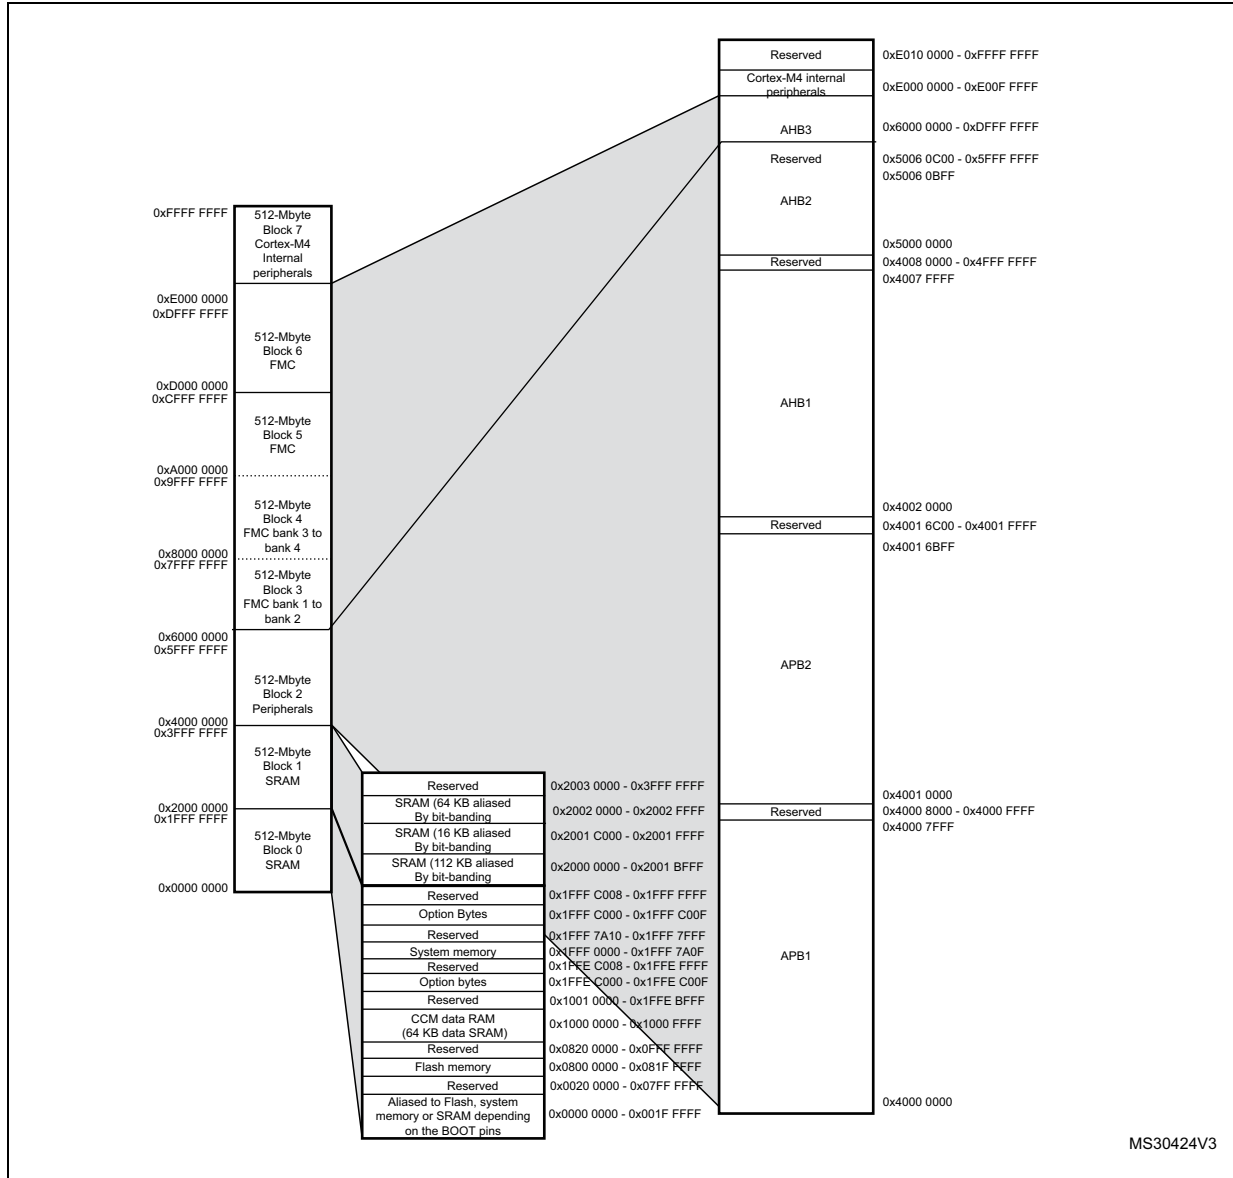 0xFFFF FFFF
512-Mbyte
Block 7
Cortex-M4
Internal
peripherals
0xE000 0000
0xDFFF FFFF
512-Mbyte
Block 6
FMC
0xD000 0000
0xCFFF FFFF
512-Mbyte
Block 5
FMC
0xA000 0000
0x9FFF FFFF
512-Mbyte
Block 4
FMC bank 3 to
bank 4
0x8000 0000
0x7FFF FFFF
512-Mbyte
Block 3
FMC bank 1 to
bank 2
0x6000 0000
0x5FFF FFFF
512-Mbyte
Block 2
Peripherals
0x4000 0000
0x3FFF FFFF
512-Mbyte
Block 1
SRAM
0x2000 0000
0x1FFF FFFF
512-Mbyte
Block 0
SRAM
0x0000 0000
Reserved 0x2003 0000 - 0x3FFF FFFF
SRAM (64 KB aliased
By bit-banding 0x2002 0000 - 0x2002 FFFF
SRAM (16 KB aliased
By bit-banding 0x2001 C000 - 0x2001 FFFF
SRAM (112 KB aliased
By bit-banding 0x2000 0000 - 0x2001 BFFF
Reserved 0x1FFF C008 - 0x1FFF FFFF
Option Bytes 0x1FFF C000 - 0x1FFF C00F
Reserved 0x1FFF 7A10 - 0x1FFF 7FFF
System memory 0x1FFF 0000 - 0x1FFF 7A0F
Reserved 0x1FFE C008 - 0x1FFE FFFF
Option bytes 0x1FFE C000 - 0x1FFE C00F
Reserved 0x1001 0000 - 0x1FFE BFFF
CCM data RAM
(64 KB data SRAM) 0x1000 0000 - 0x1000 FFFF
Reserved 0x0820 0000 - 0x0FFF FFFF
Flash memory 0x0800 0000 - 0x081F FFFF
Reserved 0x0020 0000 - 0x07FF FFFF
Aliased to Flash, system
memory or SRAM depending 0x0000 0000 - 0x001F FFFF
on the BOOT pins
Reserved 0xE010 0000 - 0xFFFF FFFF
Cortex-M4 internal
peripherals 0xE000 0000 - 0xE00F FFFF
AHB3 0x6000 0000 - 0xDFFF FFFF
Reserved 0x5006 0C00 - 0x5FFF FFFF
0x5006 0BFF
AHB2
0x5000 0000
Reserved 0x4008 0000 - 0x4FFF FFFF
0x4007 FFFF
AHB1
0x4002 0000
Reserved 0x4001 6C00 - 0x4001 FFFF
0x4001 6BFF
APB2
0x4001 0000
Reserved 0x4000 8000 - 0x4000 FFFF
0x4000 7FFF
APB1
0x4000 0000
MS30424V3